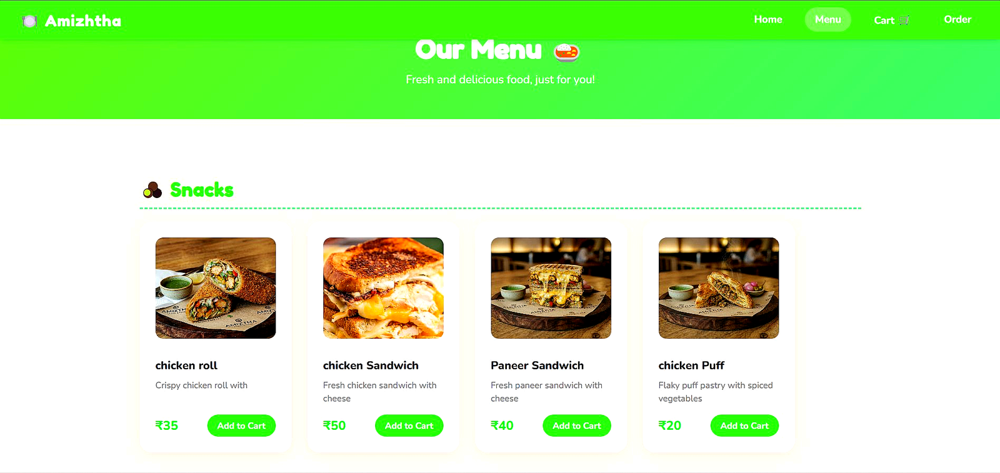 Amizhtha
Home
Menu
Cart
Order
Our Menu
Fresh and delicious food, just for you!
Snacks
AMIZTHA
chicken roll
Crispy chicken roll with
₹35
Add to Cart
chicken Sandwich
Fresh chicken sandwich with
cheese
₹50
Add to Cart
Paneer Sandwich
Fresh paneer sandwich with
cheese
₹40
Add to Cart
chicken Puff
Flaky puff pastry with spiced
vegetables
₹20
Add to Cart